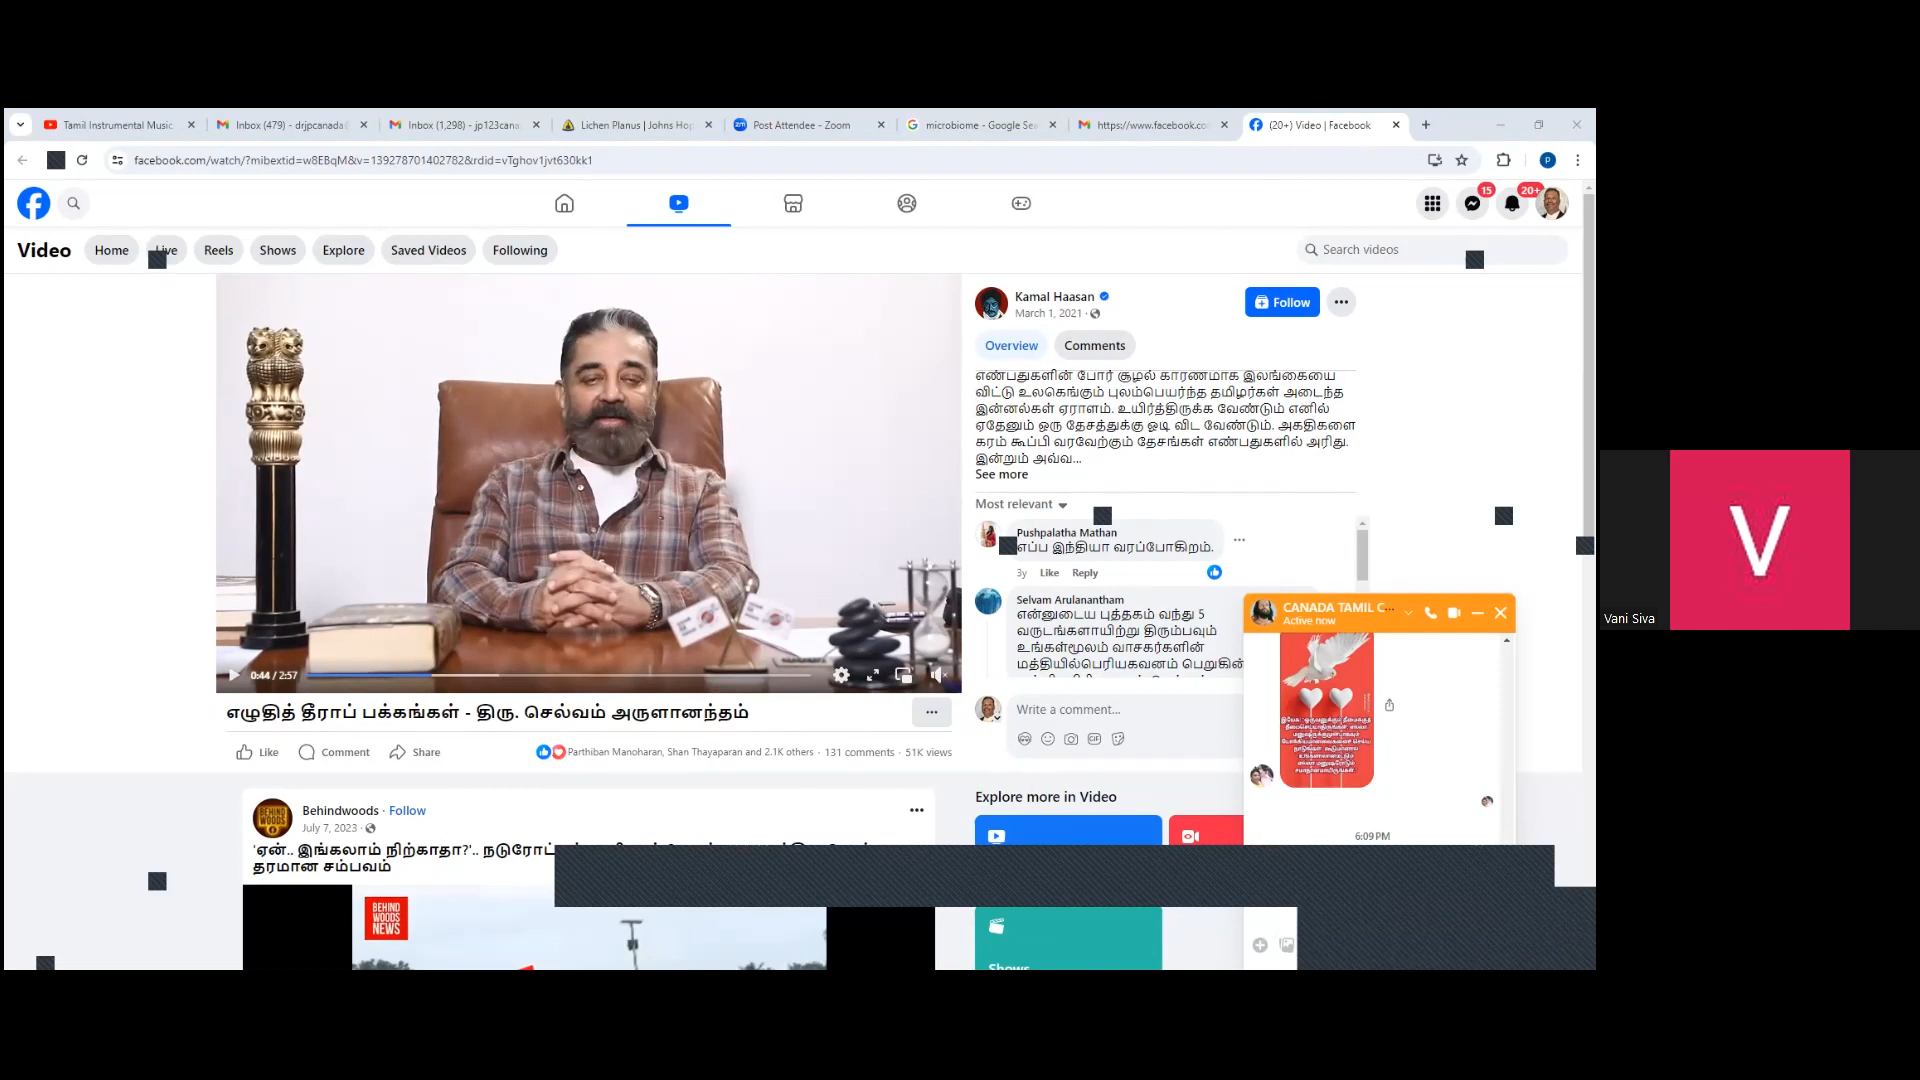 Tamil Instrumental Music
Inbox (479) - drjpcanada
Inbox (1,298) - jp123cana
Lichen Planus | Johns Hop
Post Attendee - Zoom
microbiome - Google Sea
https://www.facebook.co
(20+) Video | Facebook
facebook.com/watch/?mibextid=w8EBqM&v=139278701402782&rdid=vTghov1jvt630kk1
P
15
20+
Video
Home
Live
Reels
Shows
Explore
Saved Videos
Following
Search videos
Kamal Haasan
March 1, 2021
Follow
Overview
Comments
எண்பதுகளின் போர் சூழல் காரணமாக இலங்கையை
விட்டு உலகெங்கும் புலம்பெயர்ந்த தமிழர்கள் அடைந்த
இன்னல்கள் ஏராளம். உயிர்த்திருக்க வேண்டும் எனில்
ஏதேனும் ஒரு தேசத்துக்கு ஓடி விட வேண்டும். அகதிகளை
கரம் கூப்பி வரவேற்கும் தேசங்கள் எண்பதுகளில் அரிது.
இன்றும் அவ்வ...
See more
Most relevant
Pushpalatha Mathan
எப்ப இந்தியா வரப்போகிறம்.
3y Like Reply
Selvam Arulanantham
என்னுடைய புத்தகம் வந்து 5
வருடங்களாயிற்று திரும்பவும்
உங்கள்மூலம் வாசகர்களின்
மத்தியில்பெரியகவனம் பெறுகின்
Write a comment...
CANADA TAMIL C...
Active now
6:09 PM
0:44 / 2:57
எழுதித் தீராப் பக்கங்கள் - திரு. செல்வம் அருளானந்தம்
Like
Comment
Share
Parthiban Manoharan, Shan Thayaparan and 2.1K others · 131 comments · 51K views
Behindwoods · Follow
July 7, 2023
'ஏன்.. இங்கலாம் நிற்காதா?'.. நடுரோட்
தரமான சம்பவம்
BEHIND
WOODS
NEWS
Explore more in Video
Shows
V
Vani Siva